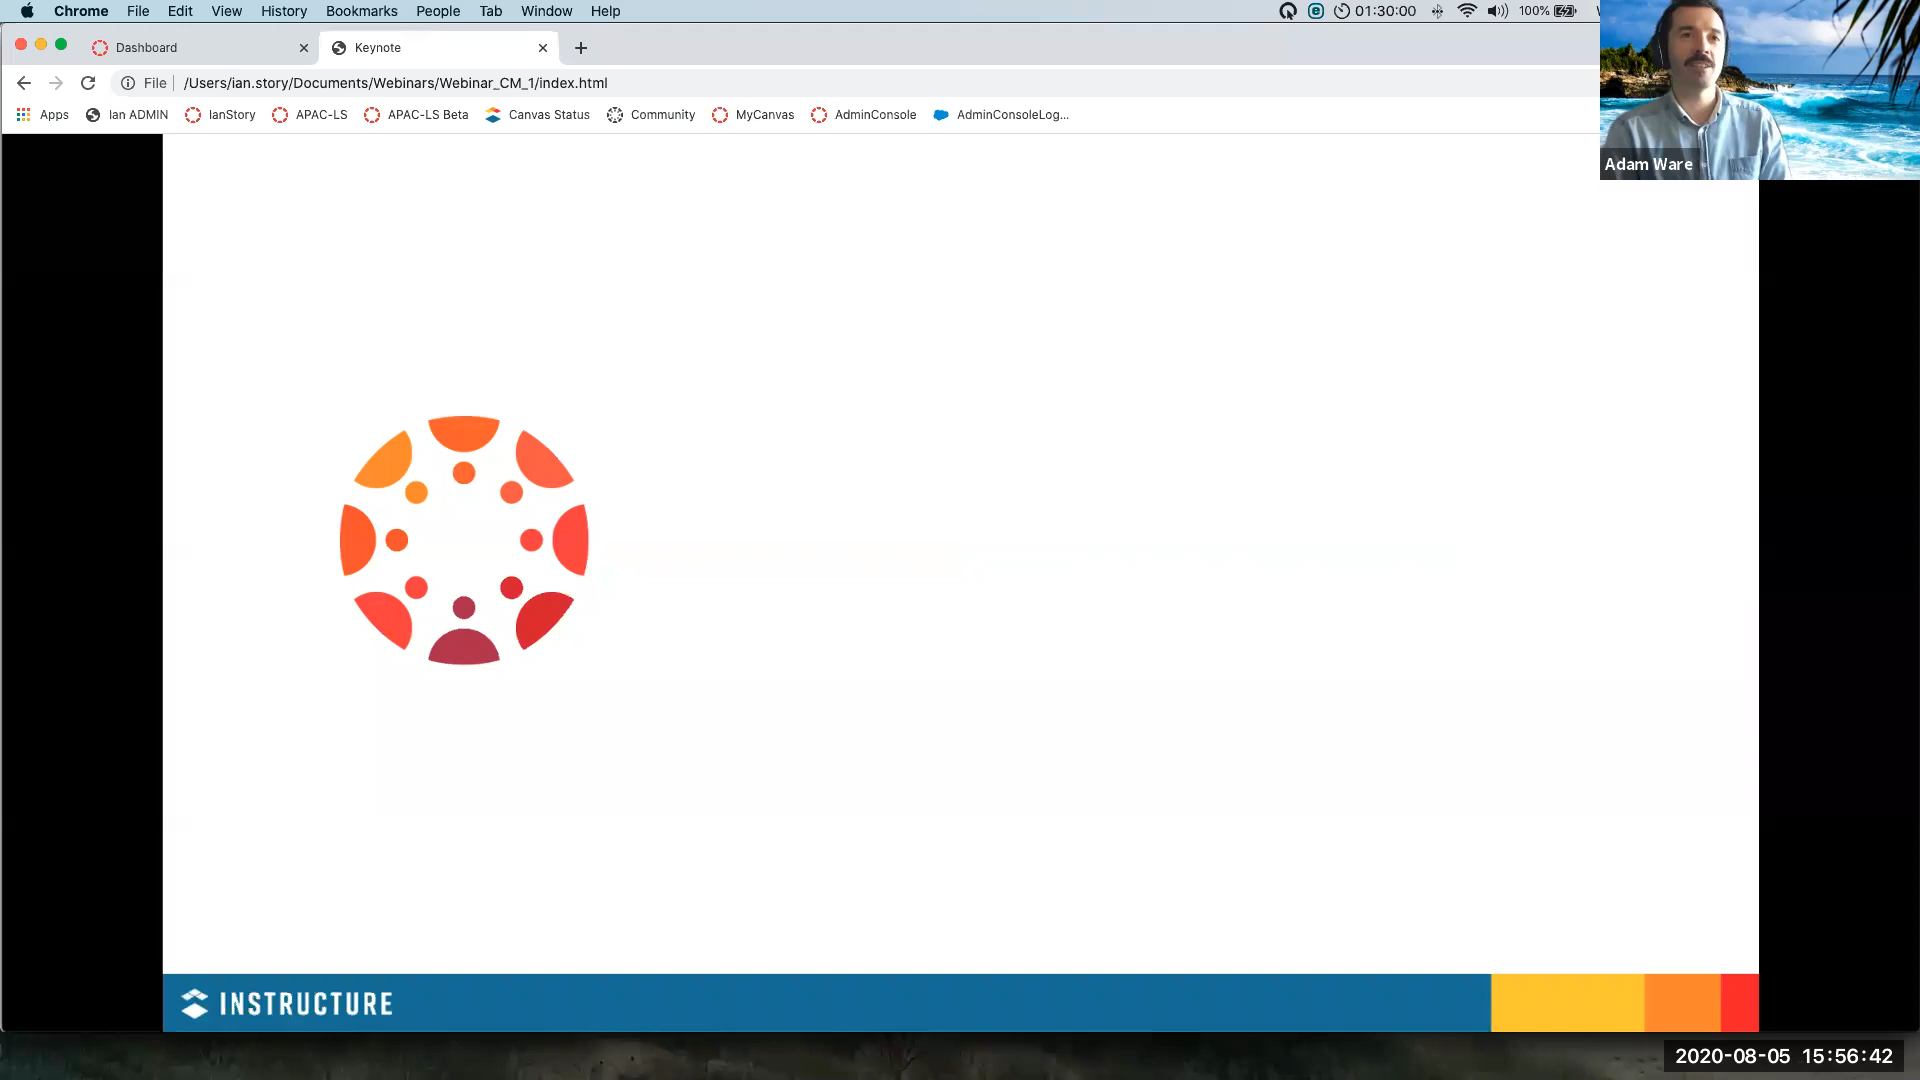 Chrome File Edit View History Bookmarks People Tab Window Help 01:30:00 100%
Dashboard Keynote
File /Users/ian.story/Documents/Webinars/Webinar_CM_1/index.html
Apps Ian ADMIN IanStory APAC-LS APAC-LS Beta Canvas Status Community MyCanvas AdminConsole AdminConsoleLog...
Adam Ware
INSTRUCTURE
2020-08-05 15:56:42